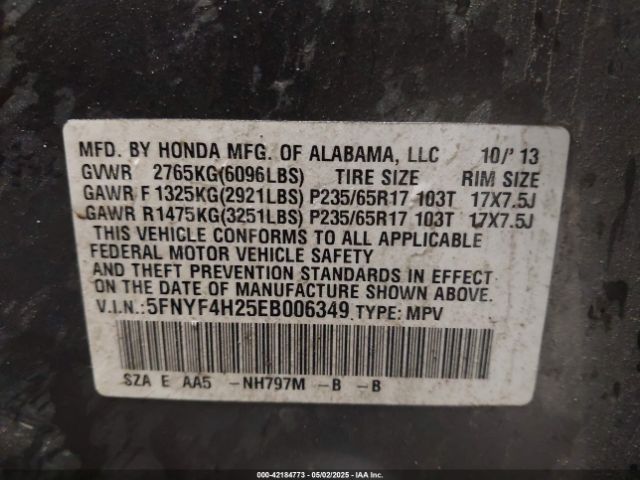 MFD. BY HONDA MFG. OF ALABAMA, LLC 10/'13
GVWR 2765KG(6096LBS) TIRE SIZE RIM SIZE
GAWR F 1325KG(2921LBS) P235/65R17 103T 17X7.5J
GAWR R1475KG(3251LBS) P235/65R17 103T 17X7.5J
THIS VEHICLE CONFORMS TO ALL APPLICABLE
FEDERAL MOTOR VEHICLE SAFETY
AND THEFT PREVENTION STANDARDS IN EFFECT
ON THE DATE OF MANUFACTURE SHOWN ABOVE.
V.I.N.:5FNYF4H25EB006349 TYPE: MPV
SZA E AA5 -NH797M -B -B
000-42184773 - 05/02/2025 - IAA Inc.